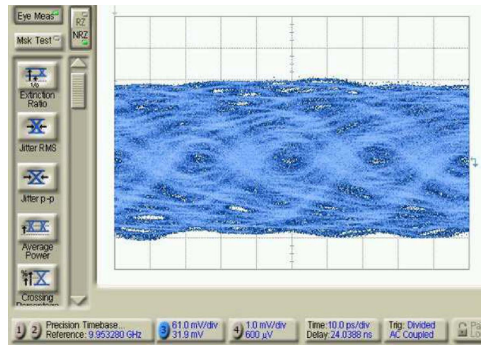 Eye Meas
RZ
NRZ
Msk Test
Extinction
Ratio
Jitter RMS
Jitter p-p
Average
Power
Crossing
1
2
Precision Timebase...
Reference: 9.953280 GHz
3
61.0 mV/div
31.9 mV
4
1.0 mV/div
600 µV
Time:10.0 ps/div
Delay:24.0388 ns
Trig: Divided
AC Coupled